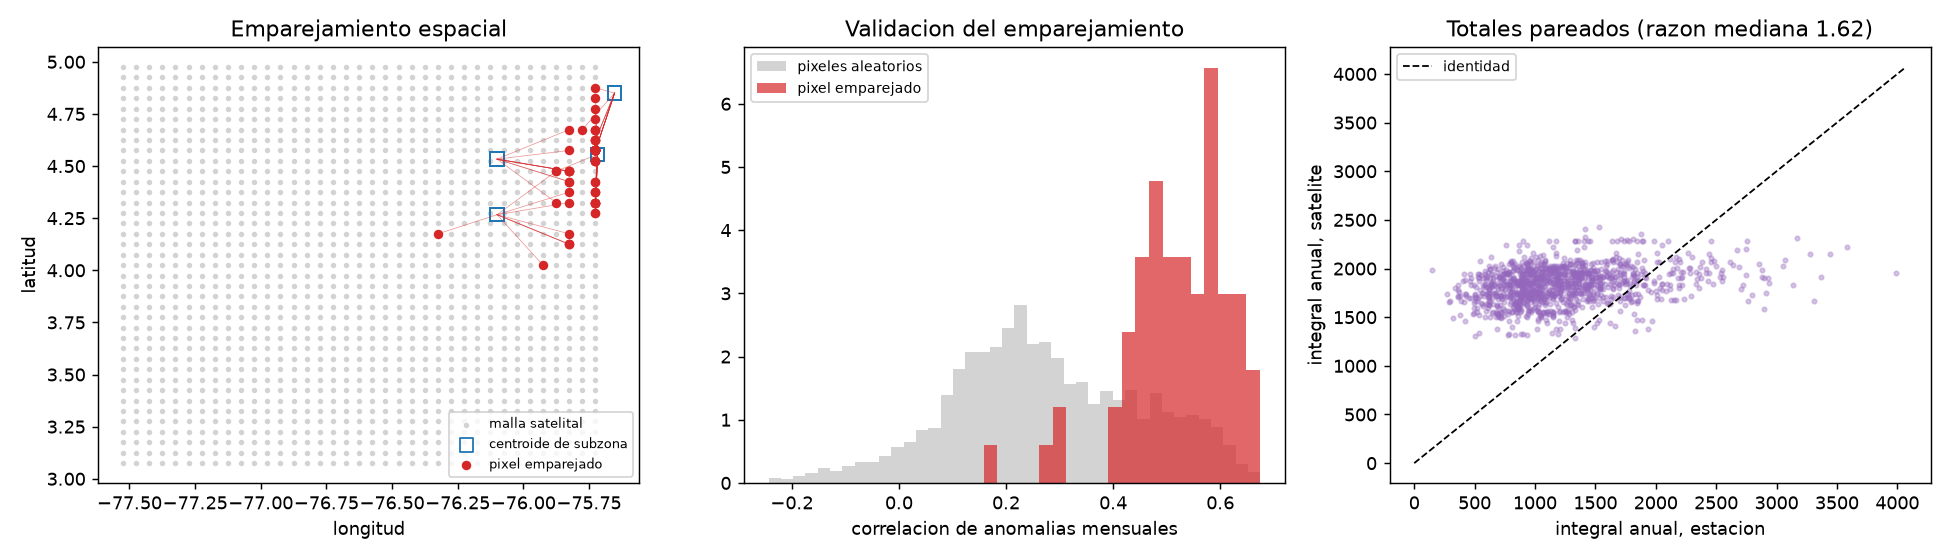 Emparejamiento espacial
5.00
4.75
4.50
4.25
4.00
3.75
3.50
3.25
3.00
latitud
malla satelital
centroide de subzona
pixel emparejado
−77.50 −77.25 −77.00 −76.75 −76.50 −76.25 −76.00 −75.75
longitud
Validacion del emparejamiento
pixeles aleatorios
pixel emparejado
6
5
4
3
2
1
0
−0.2 0.0 0.2 0.4 0.6
correlacion de anomalias mensuales
Totales pareados (razon mediana 1.62)
identidad
4000
3500
3000
2500
2000
1500
1000
500
0
integral anual, satelite
0 500 1000 1500 2000 2500 3000 3500 4000
integral anual, estacion